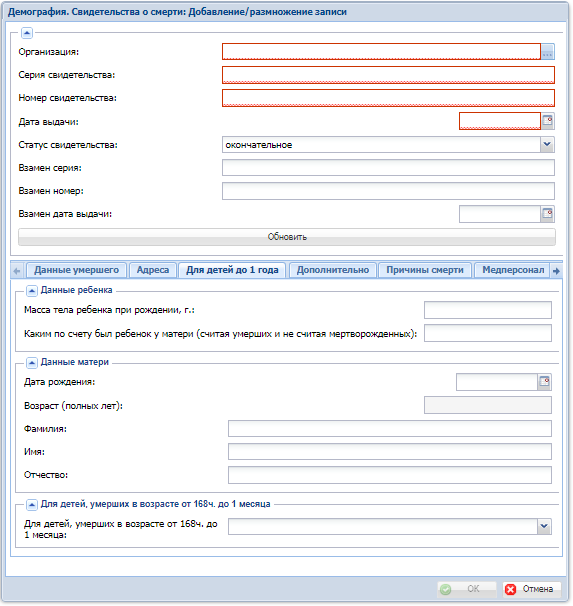 Демография. Свидетельства о смерти: Добавление/размножение записи
Организация:
Серия свидетельства:
Номер свидетельства:
Дата выдачи:
Статус свидетельства: окончательное
Взамен серия:
Взамен номер:
Взамен дата выдачи:
Обновить
Данные умершего Адреса Для детей до 1 года Дополнительно Причины смерти Медперсонал
Данные ребенка
Масса тела ребенка при рождении, г.:
Каким по счету был ребенок у матери (считая умерших и не считая мертворожденных):
Данные матери
Дата рождения:
Возраст (полных лет):
Фамилия:
Имя:
Отчество:
Для детей, умерших в возрасте от 168ч. до 1 месяца
Для детей, умерших в возрасте от 168ч. до
1 месяца:
OK Отмена